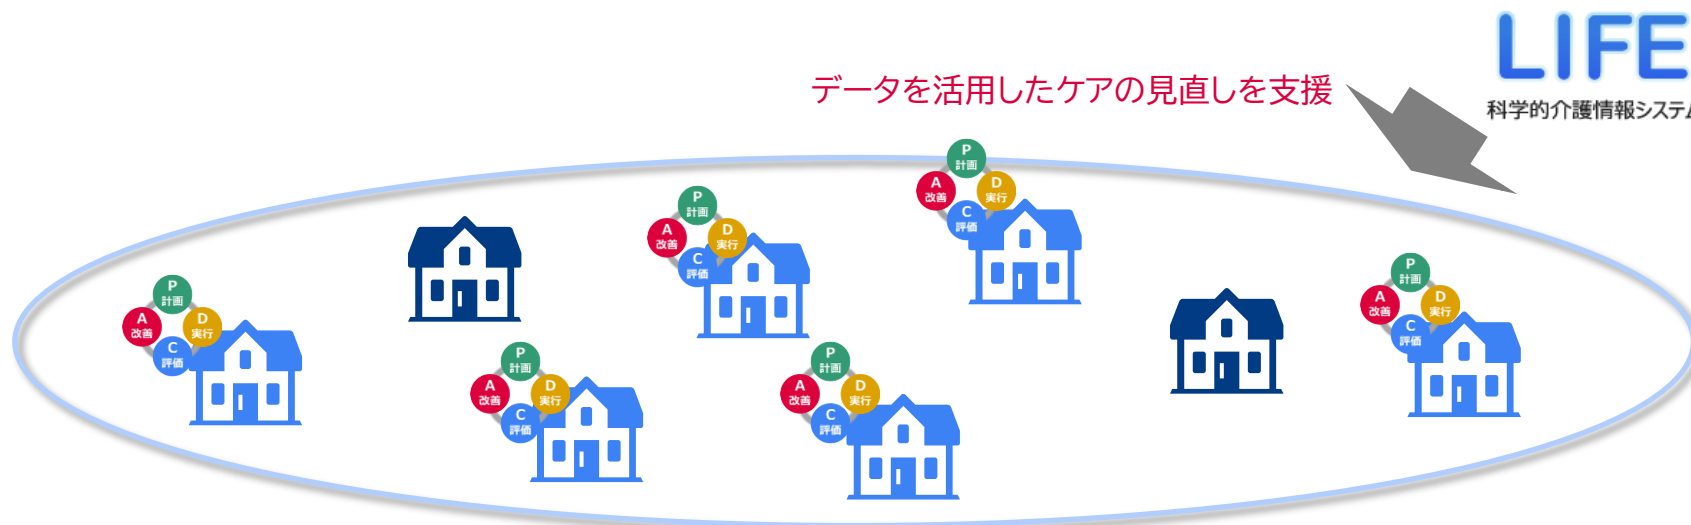 LIFE
データを活用したケアの見直しを支援
科学的介護情報システム
P
計画
A
改善
D
実行
C
評価
P
計画
A
改善
D
実行
C
評価
P
計画
A
改善
D
実行
C
評価
P
計画
A
改善
D
実行
C
評価
P
計画
A
改善
D
実行
C
評価
P
計画
A
改善
D
実行
C
評価